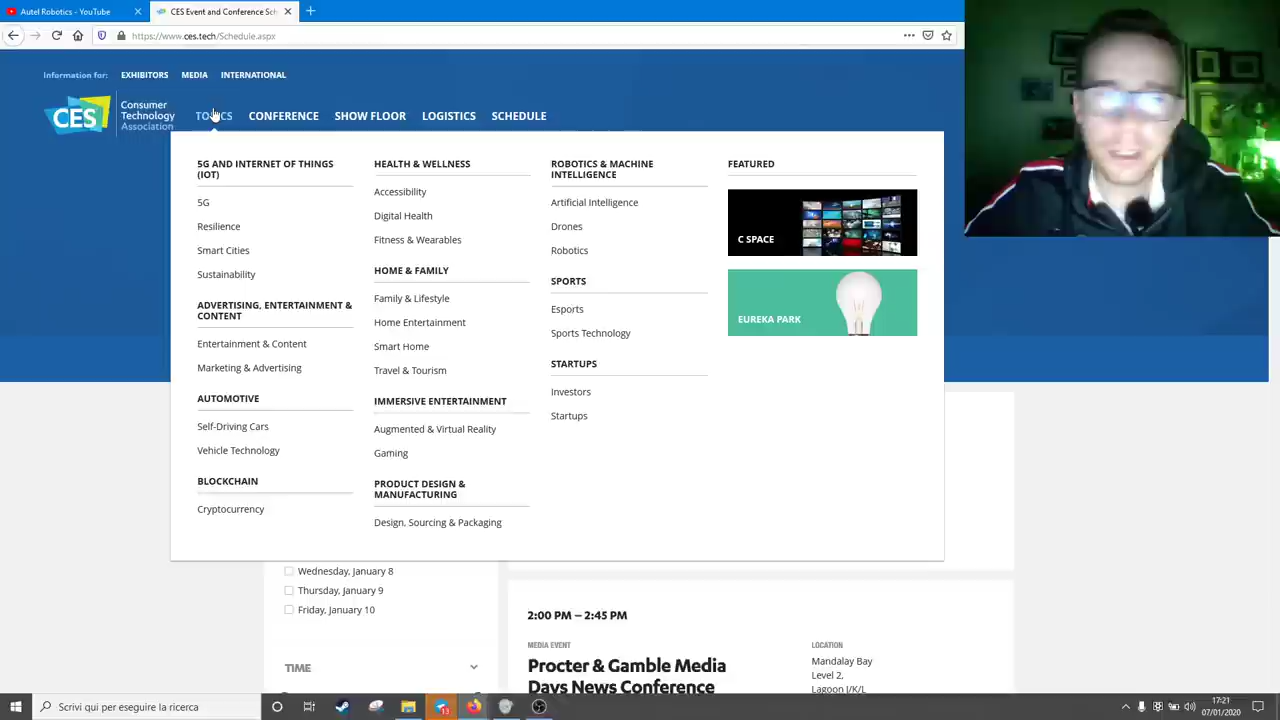 Autel Robotics - YouTube
CES Event and Conference Sch
https://www.ces.tech/Schedule.aspx
Information for:
EXHIBITORS
MEDIA
INTERNATIONAL
CES
Consumer
Technology
Association
TOPICS
CONFERENCE
SHOW FLOOR
LOGISTICS
SCHEDULE
5G AND INTERNET OF THINGS
(IOT)
5G
Resilience
Smart Cities
Sustainability
ADVERTISING, ENTERTAINMENT &
CONTENT
Entertainment & Content
Marketing & Advertising
AUTOMOTIVE
Self-Driving Cars
Vehicle Technology
BLOCKCHAIN
Cryptocurrency
HEALTH & WELLNESS
Accessibility
Digital Health
Fitness & Wearables
HOME & FAMILY
Family & Lifestyle
Home Entertainment
Smart Home
Travel & Tourism
IMMERSIVE ENTERTAINMENT
Augmented & Virtual Reality
Gaming
PRODUCT DESIGN &
MANUFACTURING
Design, Sourcing & Packaging
ROBOTICS & MACHINE
INTELLIGENCE
Artificial Intelligence
Drones
Robotics
SPORTS
Esports
Sports Technology
STARTUPS
Investors
Startups
FEATURED
C SPACE
EUREKA PARK
Wednesday, January 8
Thursday, January 9
Friday, January 10
TIME
2:00 PM – 2:45 PM
MEDIA EVENT
Procter & Gamble Media
Days News Conference
LOCATION
Mandalay Bay
Level 2,
Lagoon J/K/L
Scrivi qui per eseguire la ricerca
13
17:21
07/01/2020